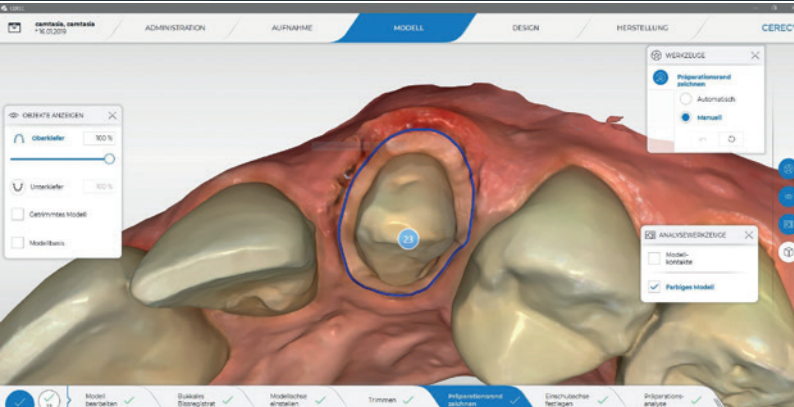 CEREC
camtasia, camtasia
* 16.01.2019
ADMINISTRATION
AUFNAHME
MODELL
DESIGN
HERSTELLUNG
CEREC
OBJEKTE ANZEIGEN
Oberkiefer 100 %
Unterkiefer 100 %
Getrimmtes Modell
Modellbasis
WERKZEUGE
Präparationsrand
zeichnen
Automatisch
Manuell
23
ANALYSEWERKZEUGE
Modell-
kontakte
Farbiges Modell
Modell
bearbeiten
Bukkales
Bissregistrat
Modellachse
einstellen
Trimmen
Präparationsrand
zeichnen
Einschubachse
festlegen
Präparations-
analyse